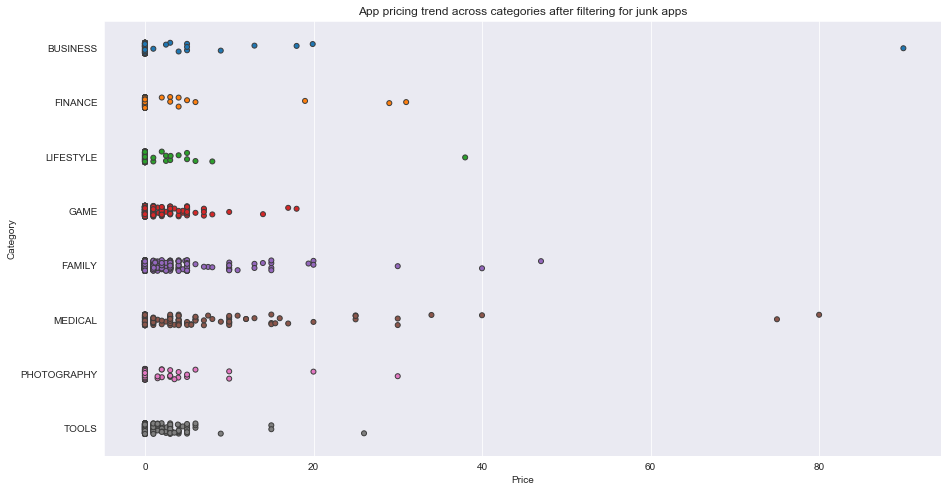 App pricing trend across categories after filtering for junk apps
BUSINESS
FINANCE
LIFESTYLE
GAME
FAMILY
MEDICAL
PHOTOGRAPHY
TOOLS
Category
0 20 40 60 80
Price